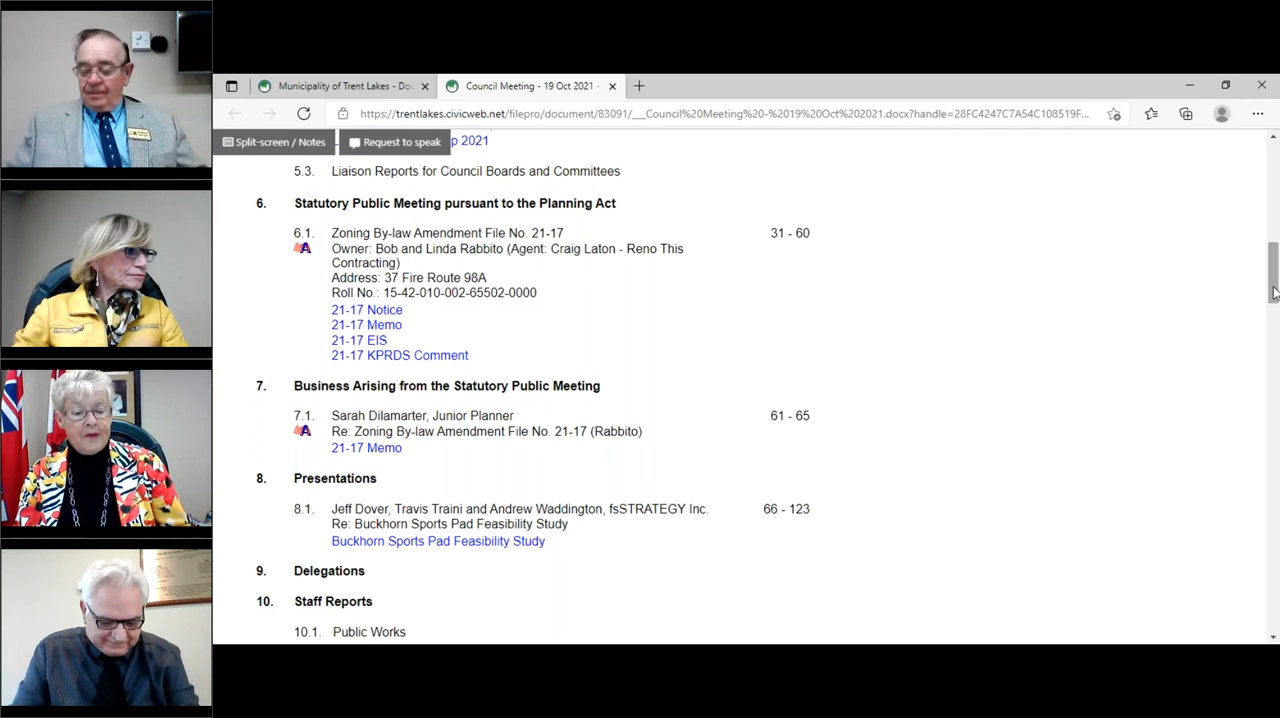 Municipality of Trent Lakes - Doc
Council Meeting - 19 Oct 2021 -
https://trentlakes.civicweb.net/filepro/document/83091/___Council%20Meeting%20-%2019%20Oct%202021.docx?handle=28FC4247C7A54C108519F...
Split-screen / Notes
Request to speak
p 2021
5.3. Liaison Reports for Council Boards and Committees
6. Statutory Public Meeting pursuant to the Planning Act
6.1. Zoning By-law Amendment File No. 21-17 31 - 60
Owner: Bob and Linda Rabbito (Agent: Craig Laton - Reno This
Contracting)
Address: 37 Fire Route 98A
Roll No.: 15-42-010-002-65502-0000
21-17 Notice
21-17 Memo
21-17 EIS
21-17 KPRDS Comment
7. Business Arising from the Statutory Public Meeting
7.1. Sarah Dilamarter, Junior Planner 61 - 65
Re: Zoning By-law Amendment File No. 21-17 (Rabbito)
21-17 Memo
8. Presentations
8.1. Jeff Dover, Travis Traini and Andrew Waddington, fsSTRATEGY Inc. 66 - 123
Re: Buckhorn Sports Pad Feasibility Study
Buckhorn Sports Pad Feasibility Study
9. Delegations
10. Staff Reports
10.1. Public Works